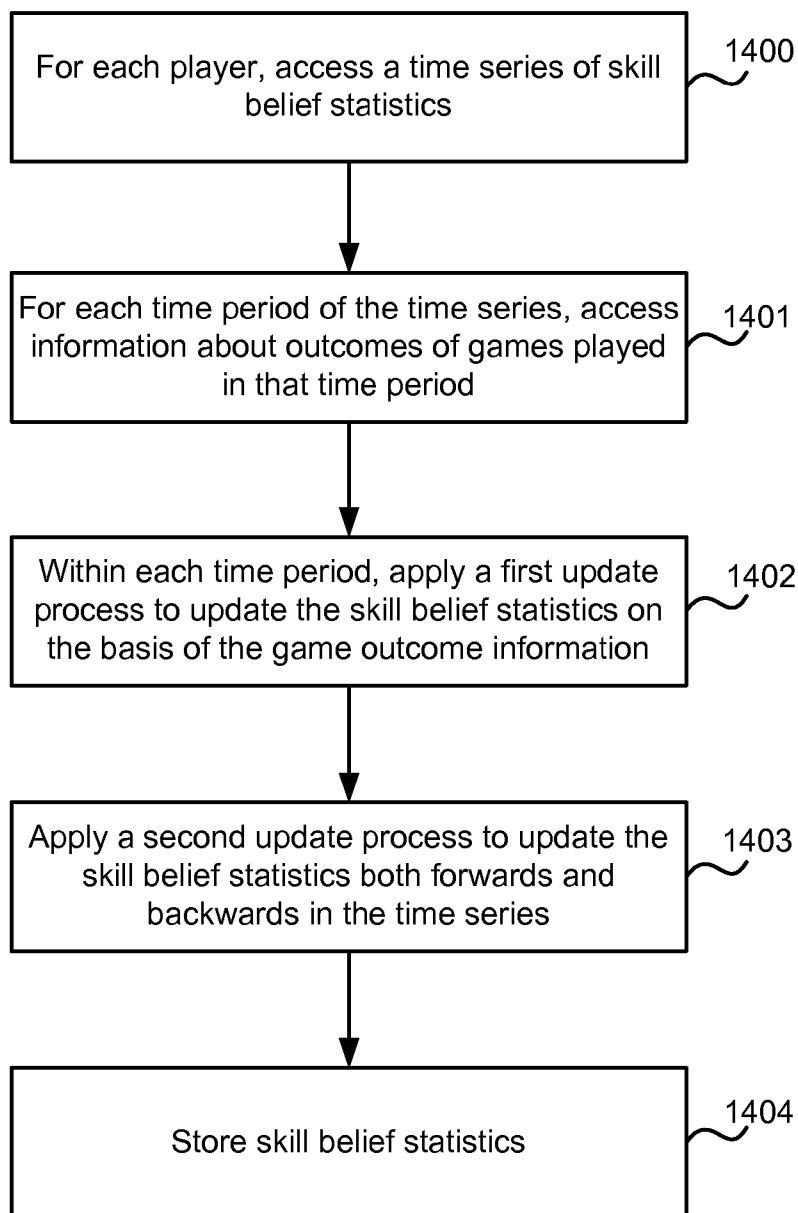 For each player, access a time series of skill
belief statistics
1400
For each time period of the time series, access
information about outcomes of games played
in that time period
1401
Within each time period, apply a first update
process to update the skill belief statistics on
the basis of the game outcome information
1402
Apply a second update process to update the
skill belief statistics both forwards and
backwards in the time series
1403
Store skill belief statistics
1404